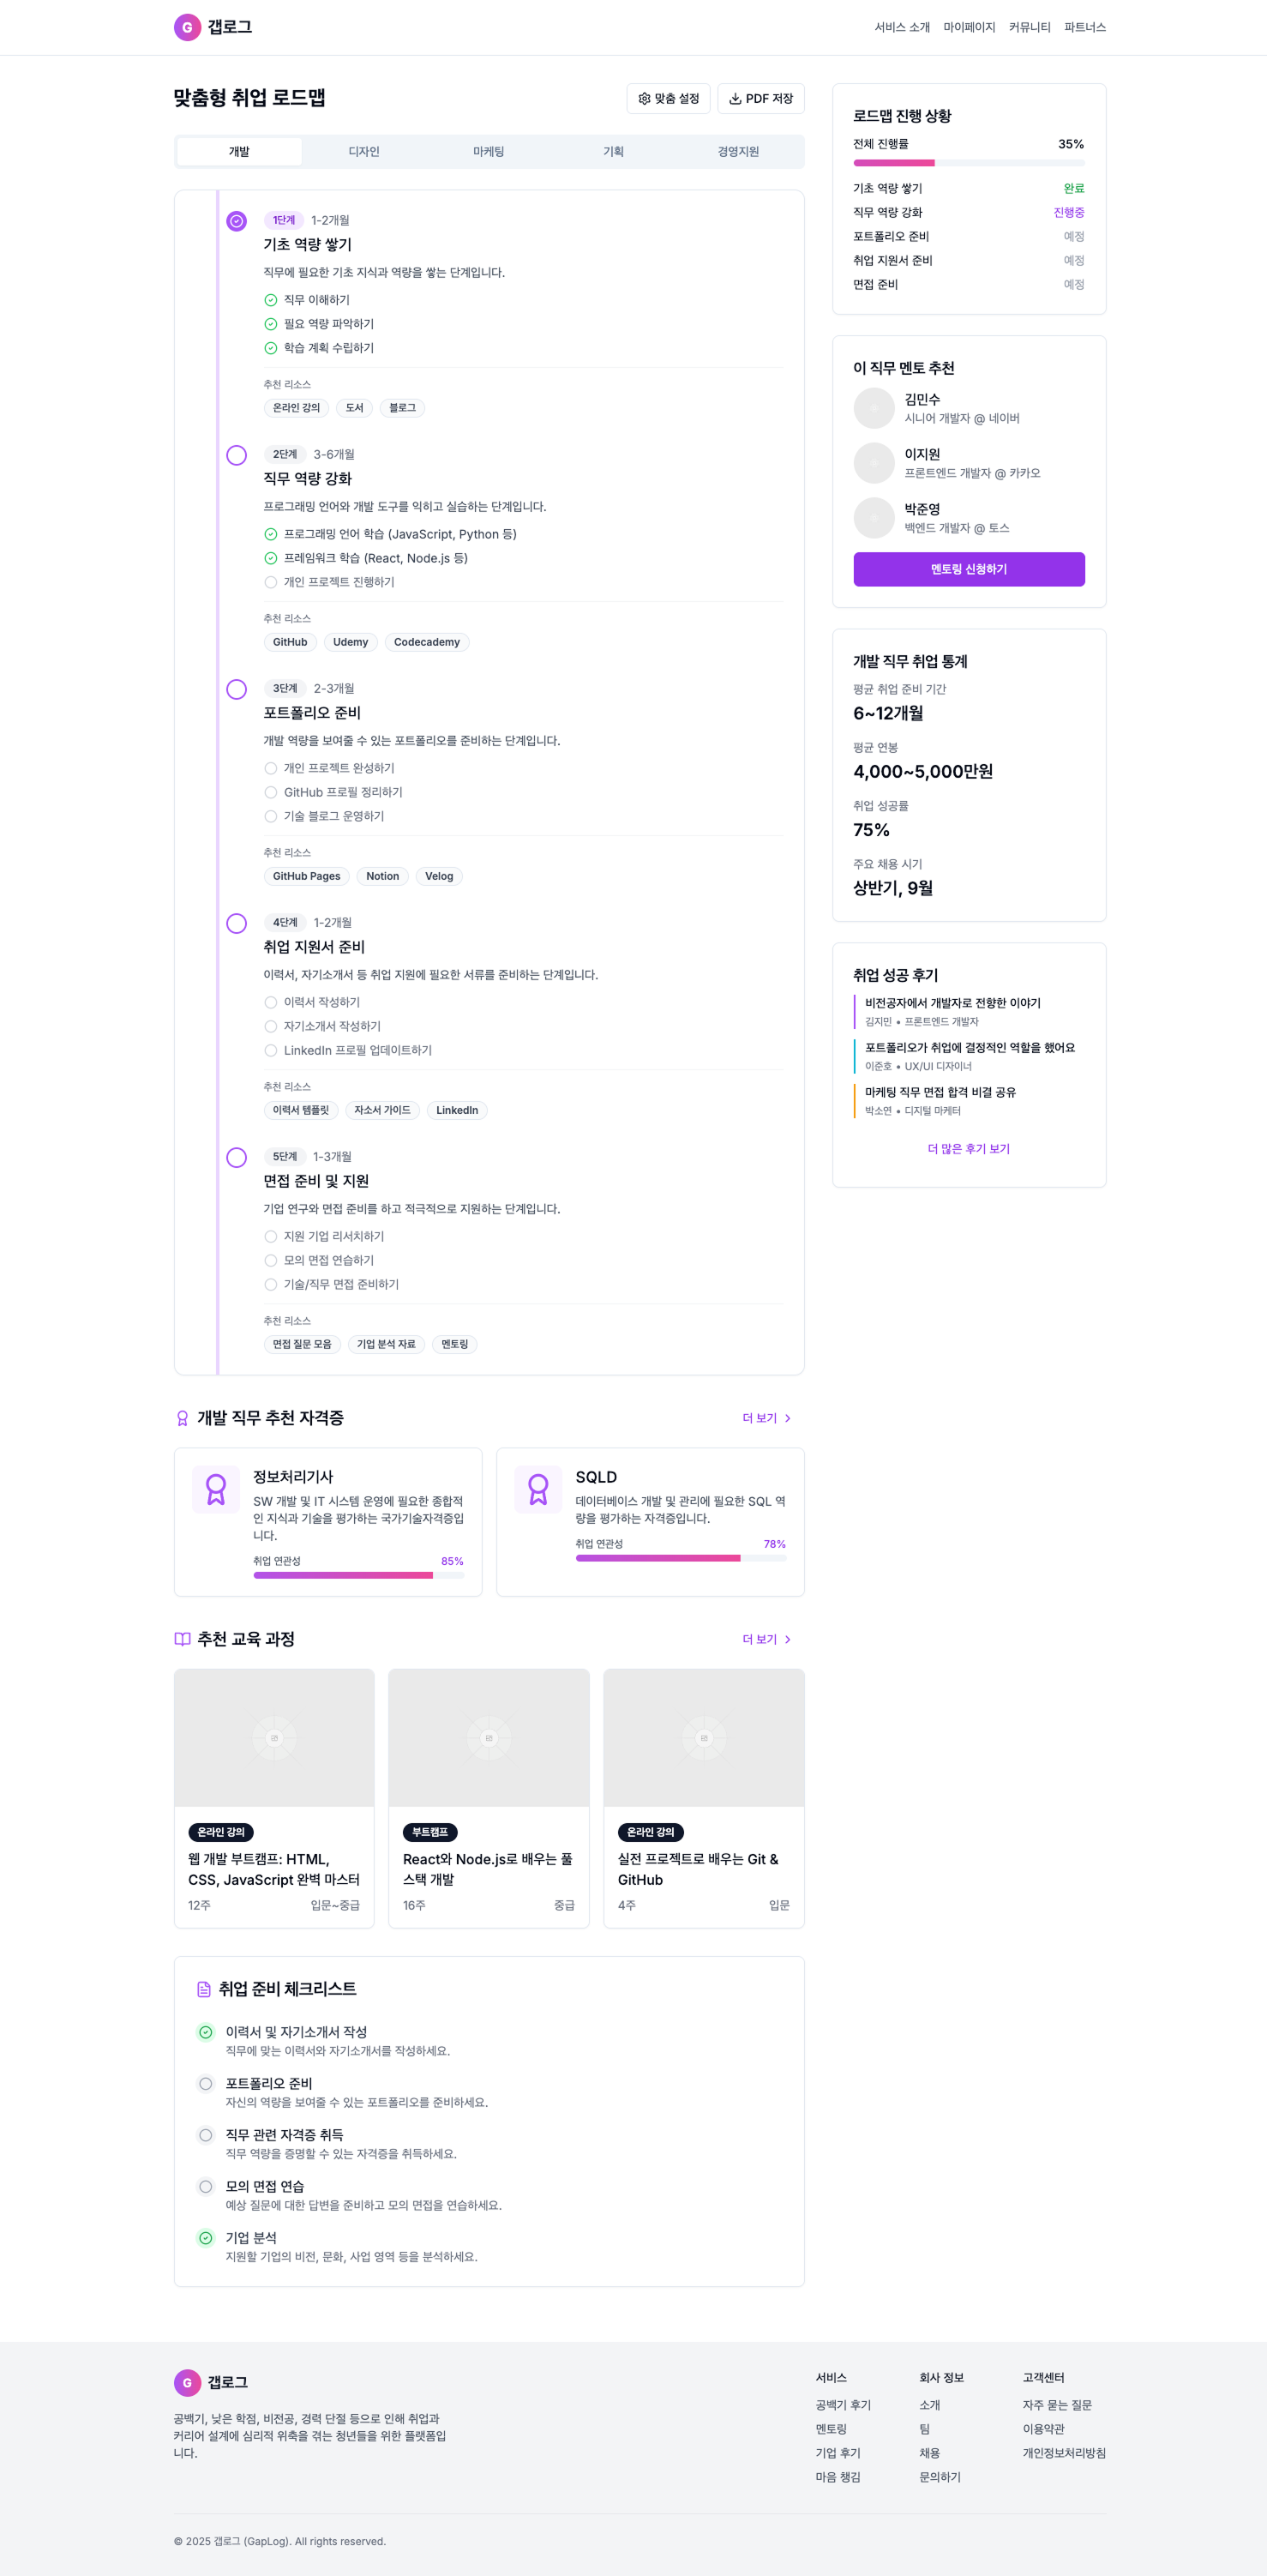 G 갭로그
서비스 소개 마이페이지 커뮤니티 파트너스
맞춤형 취업 로드맵
맞춤 설정
PDF 저장
개발 디자인 마케팅 기획 경영지원
1단계 1-2개월
기초 역량 쌓기
직무에 필요한 기초 지식과 역량을 쌓는 단계입니다.
직무 이해하기
필요 역량 파악하기
학습 계획 수립하기
추천 리소스
온라인 강의 도서 블로그
2단계 3-6개월
직무 역량 강화
프로그래밍 언어와 개발 도구를 익히고 실습하는 단계입니다.
프로그래밍 언어 학습 (JavaScript, Python 등)
프레임워크 학습 (React, Node.js 등)
개인 프로젝트 진행하기
추천 리소스
GitHub Udemy Codecademy
3단계 2-3개월
포트폴리오 준비
개발 역량을 보여줄 수 있는 포트폴리오를 준비하는 단계입니다.
개인 프로젝트 완성하기
GitHub 프로필 정리하기
기술 블로그 운영하기
추천 리소스
GitHub Pages Notion Velog
4단계 1-2개월
취업 지원서 준비
이력서, 자기소개서 등 취업 지원에 필요한 서류를 준비하는 단계입니다.
이력서 작성하기
자기소개서 작성하기
LinkedIn 프로필 업데이트하기
추천 리소스
이력서 템플릿 자소서 가이드 LinkedIn
5단계 1-3개월
면접 준비 및 지원
기업 연구와 면접 준비를 하고 적극적으로 지원하는 단계입니다.
지원 기업 리서치하기
모의 면접 연습하기
기술/직무 면접 준비하기
추천 리소스
면접 질문 모음 기업 분석 자료 멘토링
개발 직무 추천 자격증
더 보기
정보처리기사
SW 개발 및 IT 시스템 운영에 필요한 종합적
인 지식과 기술을 평가하는 국가기술자격증입
니다.
취업 연관성 85%
SQLD
데이터베이스 개발 및 관리에 필요한 SQL 역
량을 평가하는 자격증입니다.
취업 연관성 78%
추천 교육 과정
더 보기
온라인 강의
웹 개발 부트캠프: HTML,
CSS, JavaScript 완벽 마스터
12주 입문~중급
부트캠프
React와 Node.js로 배우는 풀
스택 개발
16주 중급
온라인 강의
실전 프로젝트로 배우는 Git &
GitHub
4주 입문
취업 준비 체크리스트
이력서 및 자기소개서 작성
직무에 맞는 이력서와 자기소개서를 작성하세요.
포트폴리오 준비
자신의 역량을 보여줄 수 있는 포트폴리오를 준비하세요.
직무 관련 자격증 취득
직무 역량을 증명할 수 있는 자격증을 취득하세요.
모의 면접 연습
예상 질문에 대한 답변을 준비하고 모의 면접을 연습하세요.
기업 분석
지원할 기업의 비전, 문화, 사업 영역 등을 분석하세요.
로드맵 진행 상황
전체 진행률 35%
기초 역량 쌓기 완료
직무 역량 강화 진행중
포트폴리오 준비 예정
취업 지원서 준비 예정
면접 준비 예정
이 직무 멘토 추천
김민수
시니어 개발자 @ 네이버
이지원
프론트엔드 개발자 @ 카카오
박준영
백엔드 개발자 @ 토스
멘토링 신청하기
개발 직무 취업 통계
평균 취업 준비 기간
6~12개월
평균 연봉
4,000~5,000만원
취업 성공률
75%
주요 채용 시기
상반기, 9월
취업 성공 후기
비전공자에서 개발자로 전향한 이야기
김지민 • 프론트엔드 개발자
포트폴리오가 취업에 결정적인 역할을 했어요
이준호 • UX/UI 디자이너
마케팅 직무 면접 합격 비결 공유
박소연 • 디지털 마케터
더 많은 후기 보기
G 갭로그
공백기, 낮은 학점, 비전공, 경력 단절 등으로 인해 취업과
커리어 설계에 심리적 위축을 겪는 청년들을 위한 플랫폼입
니다.
서비스
공백기 후기
멘토링
기업 후기
마음 챙김
회사 정보
소개
팀
채용
문의하기
고객센터
자주 묻는 질문
이용약관
개인정보처리방침
© 2025 갭로그 (GapLog). All rights reserved.